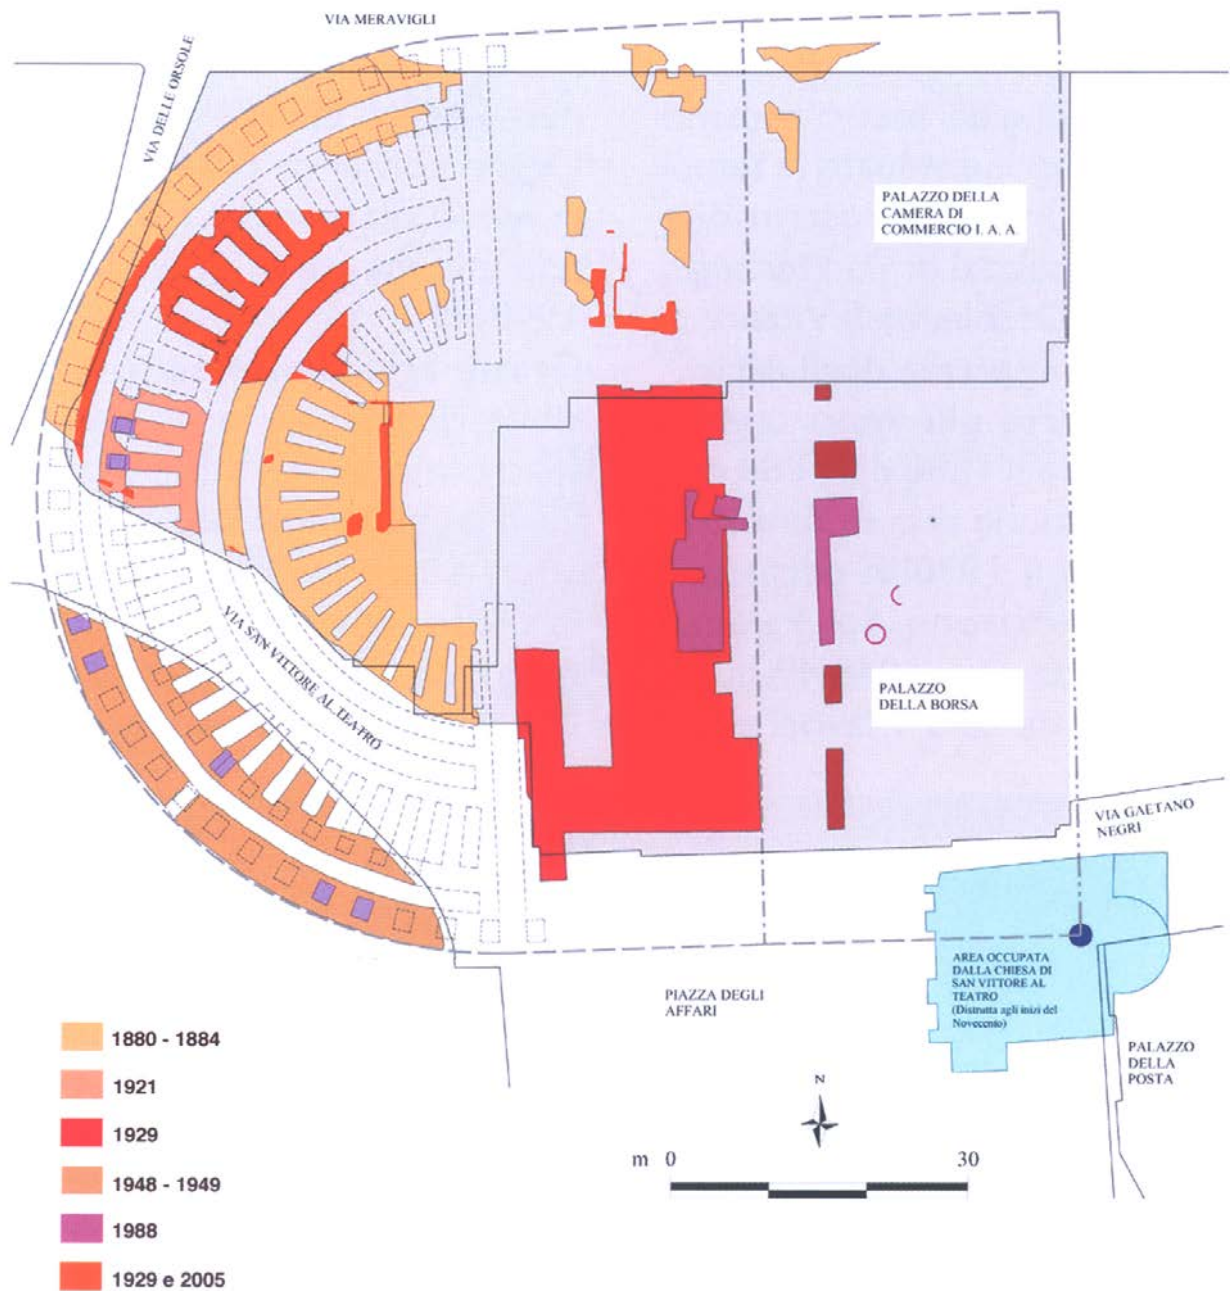 VIA MERAVIGLI
VIA DELLE ORSOLE
PALAZZO DELLA
CAMERA DI
COMMERCIO I. A. A.
VIA SAN VITTORE AL TEATRO
PALAZZO
DELLA BORSA
VIA GAETANO
NEGRI
AREA OCCUPATA
DALLA CHIESA DI
SAN VITTORE AL
TEATRO
(Distrutta agli inizi del
Novecento)
PIAZZA DEGLI
AFFARI
PALAZZO
DELLA
POSTA
1880 - 1884
1921
1929
1948 - 1949
1988
1929 e 2005
N
m 0 30